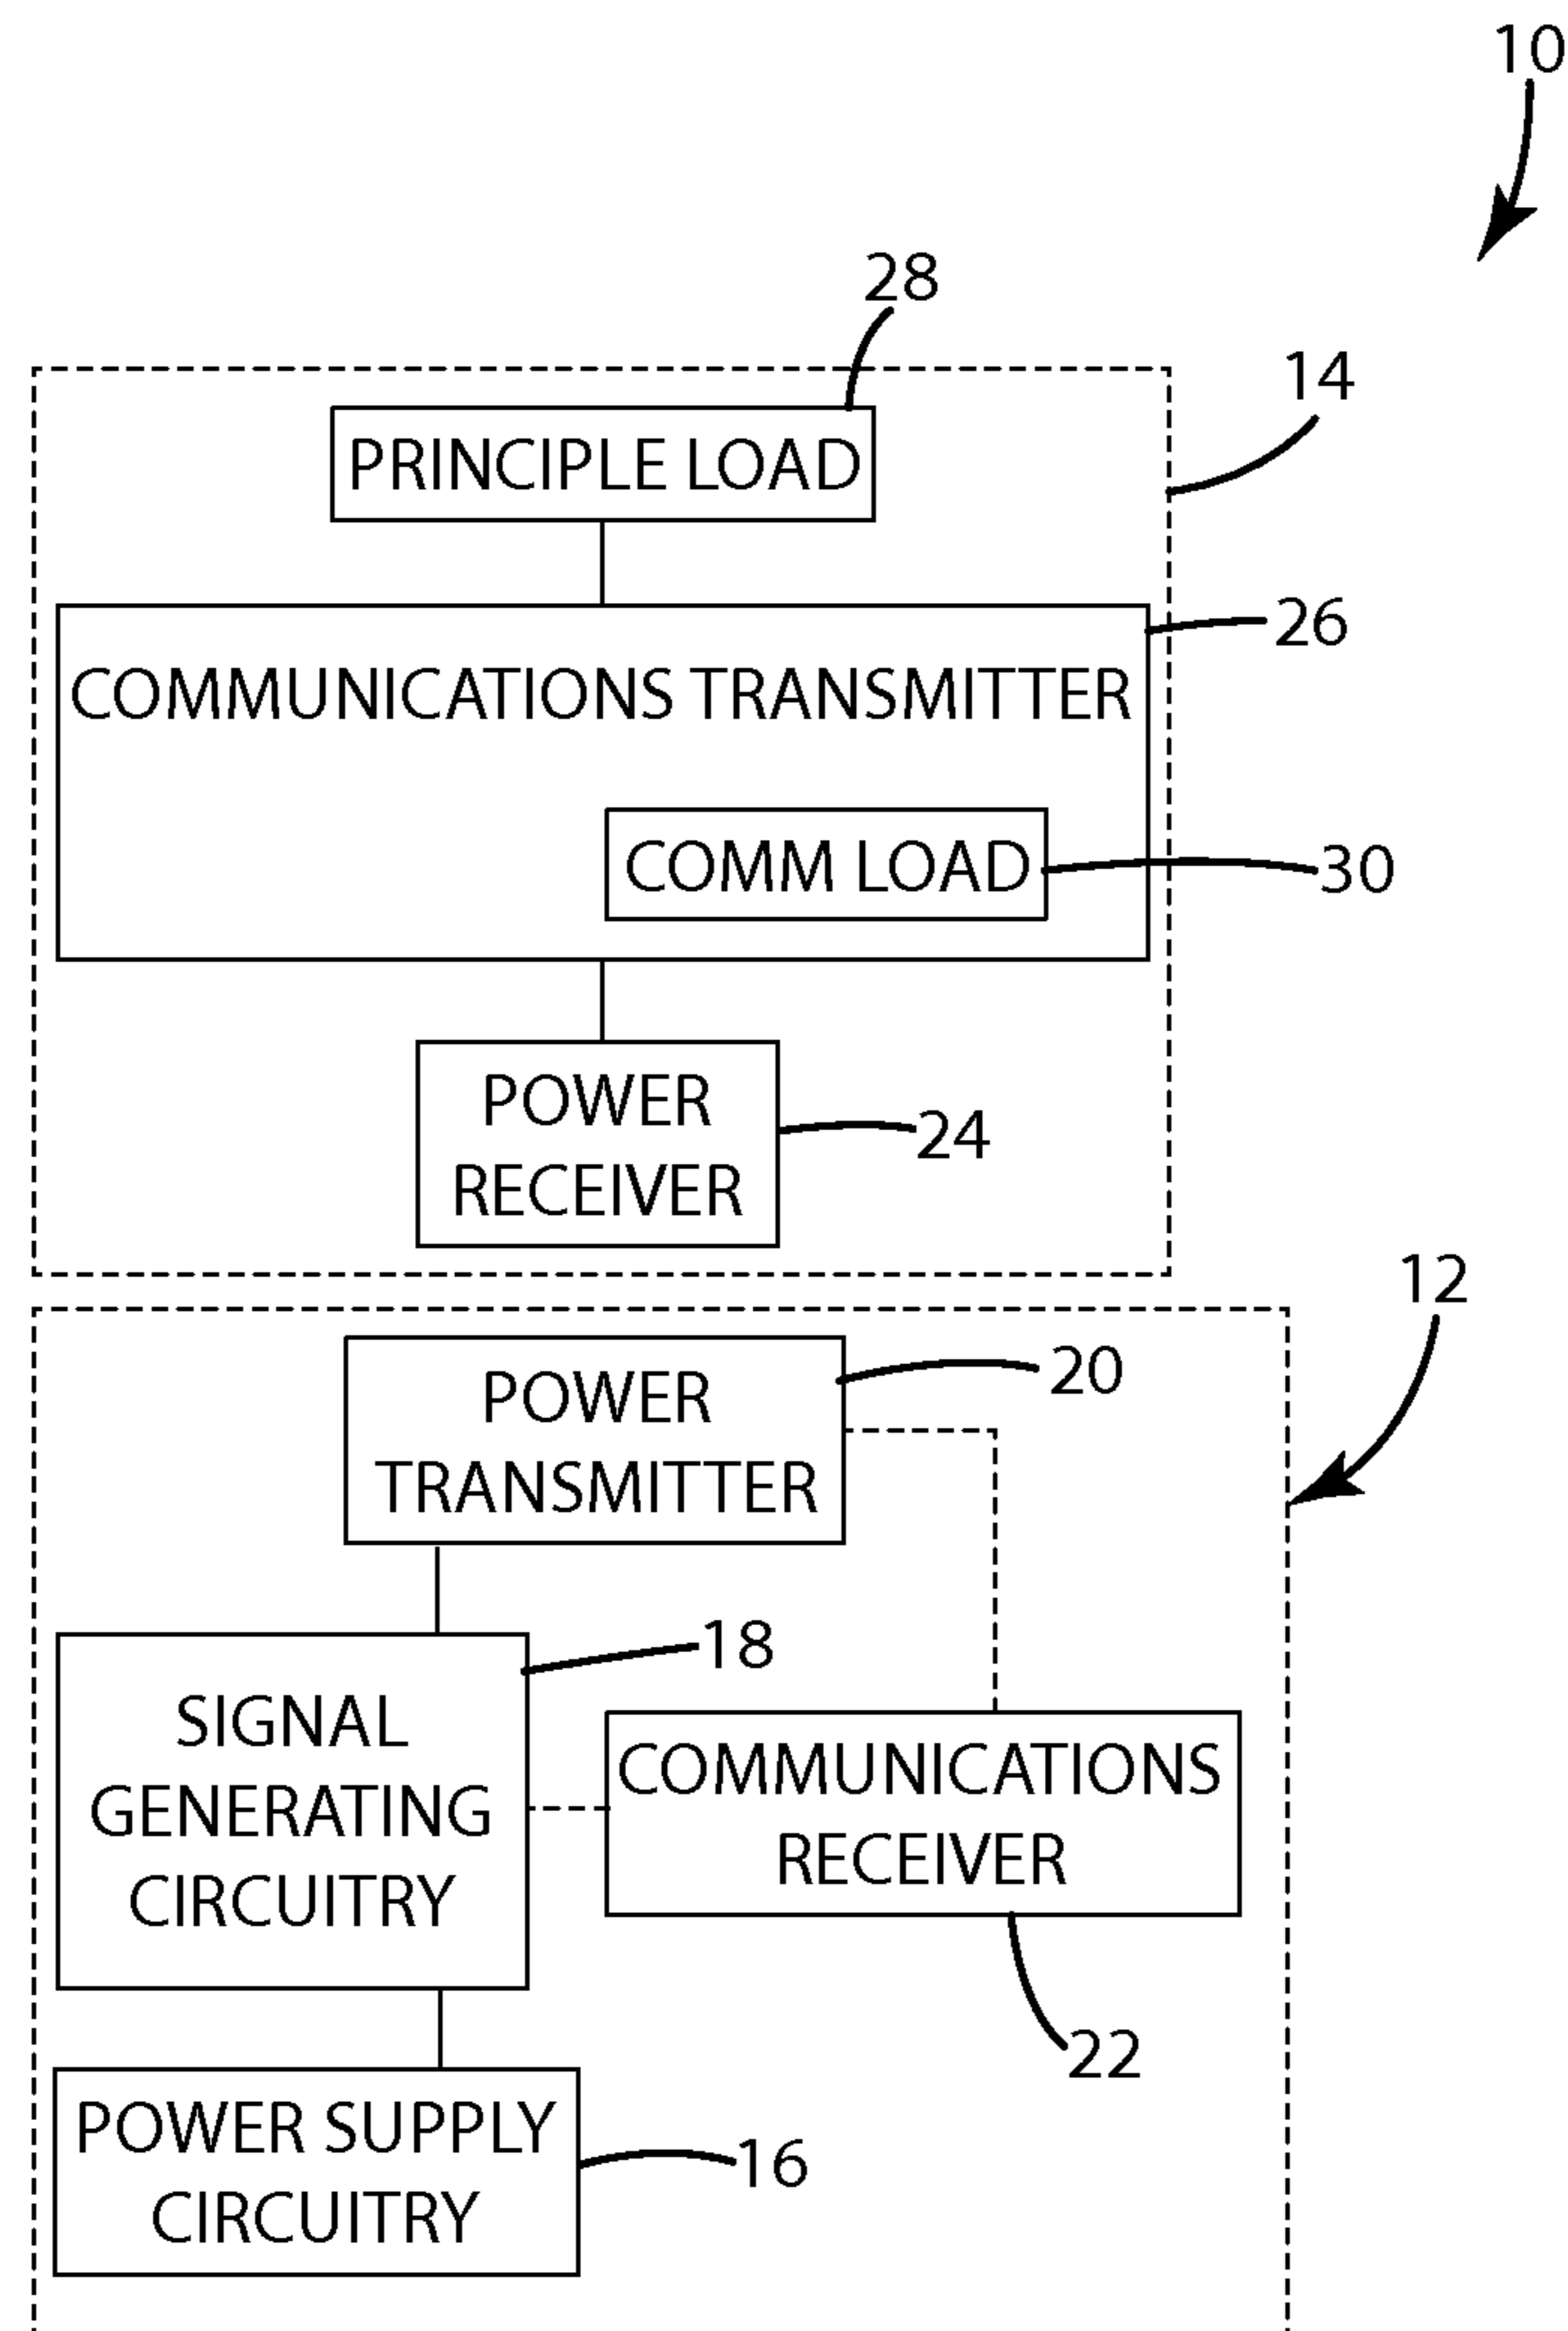 10
28
14
PRINCIPLE LOAD
26
COMMUNICATIONS TRANSMITTER
COMM LOAD
30
POWER
RECEIVER
24
12
POWER
TRANSMITTER
20
18
SIGNAL
GENERATING
CIRCUITRY
COMMUNICATIONS
RECEIVER
22
POWER SUPPLY
CIRCUITRY
16